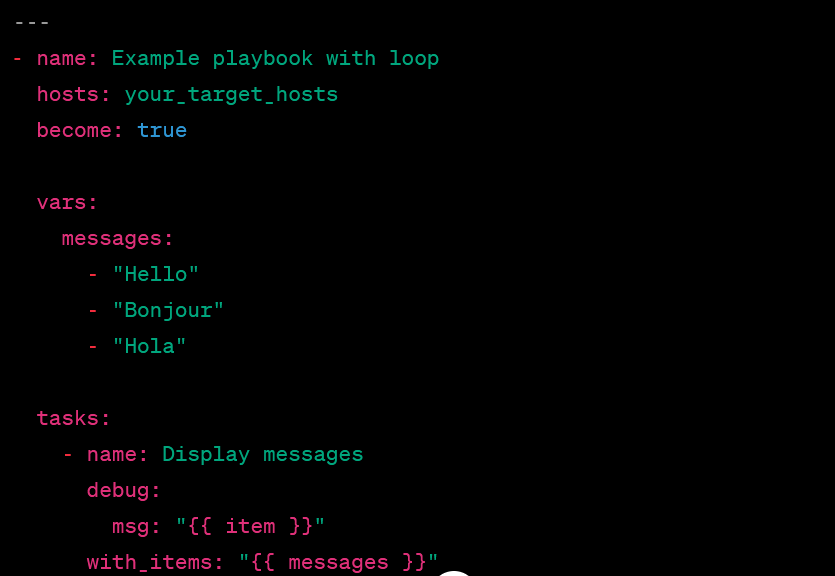 ---
- name: Example playbook with loop
  hosts: your_target_hosts
  become: true

  vars:
    messages:
      - "Hello"
      - "Bonjour"
      - "Hola"

  tasks:
    - name: Display messages
      debug:
        msg: "{{ item }}"
      with_items: "{{ messages }}"